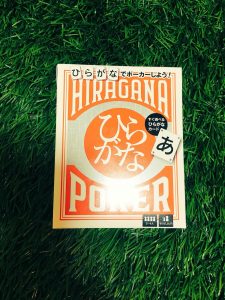 ひらがなでポーカーしよう！
HIRAGANA
すぐ遊べる
ひらがな
カード
ひら
がな
あ
POKER